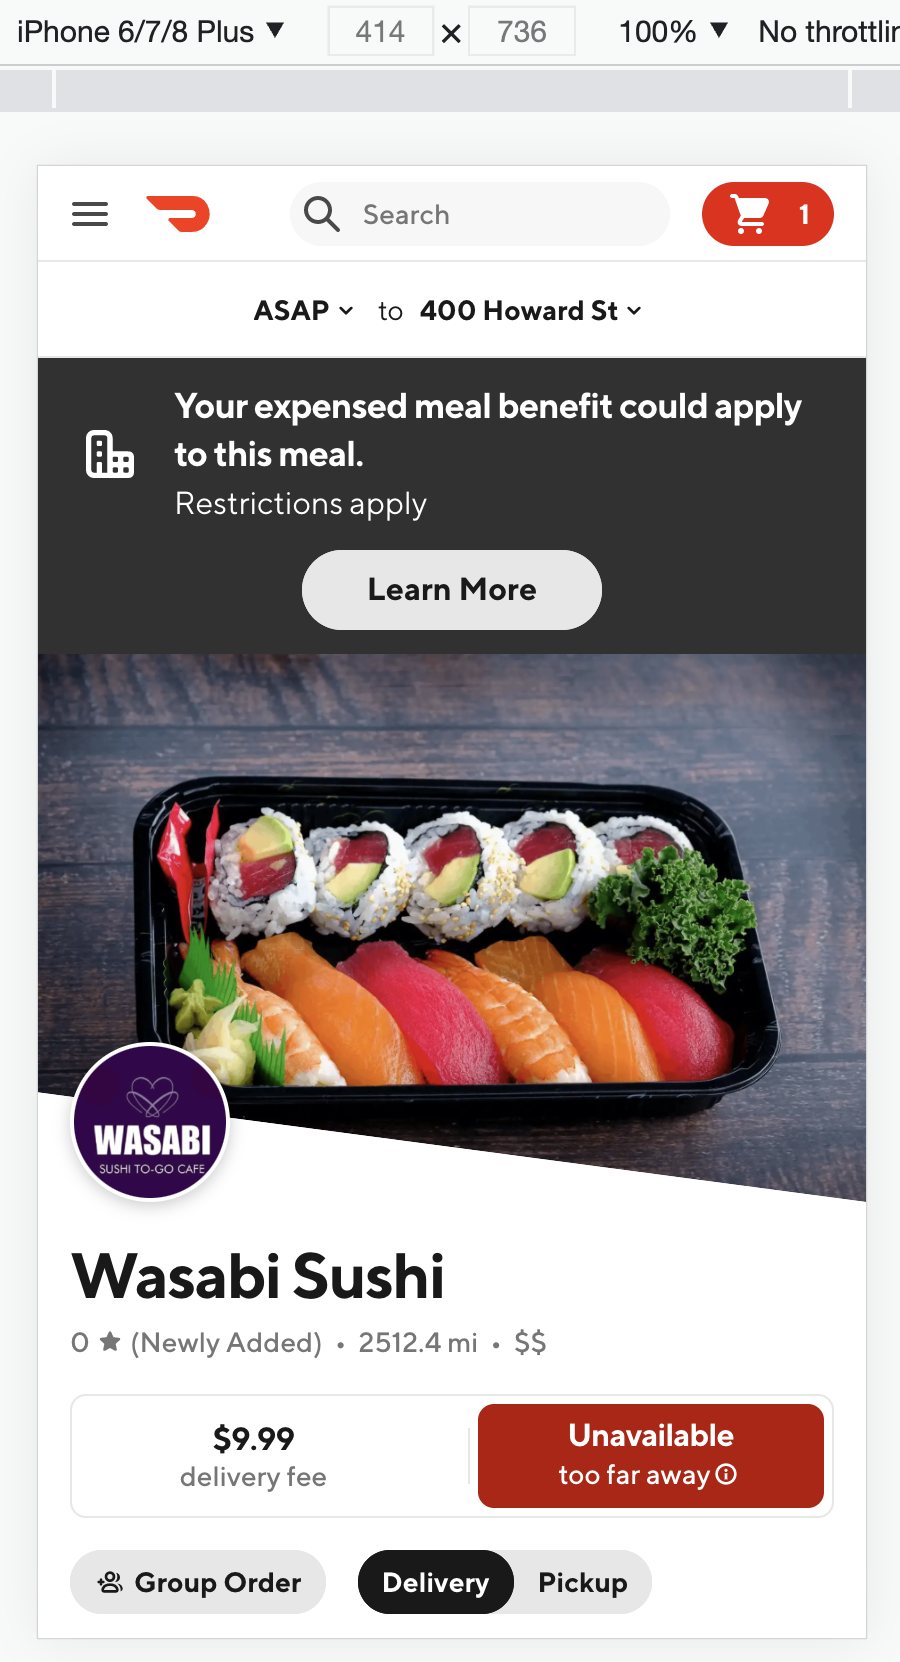 iPhone 6/7/8 Plus ▼ 414 × 736 100% ▼ No throttlin
Search
1
ASAP to 400 Howard St
Your expensed meal benefit could apply
to this meal.
Restrictions apply
Learn More
WASABI
SUSHI TO-GO CAFE
Wasabi Sushi
0 ★ (Newly Added) • 2512.4 mi • $$
$9.99
delivery fee
Unavailable
too far away
Group Order
Delivery
Pickup